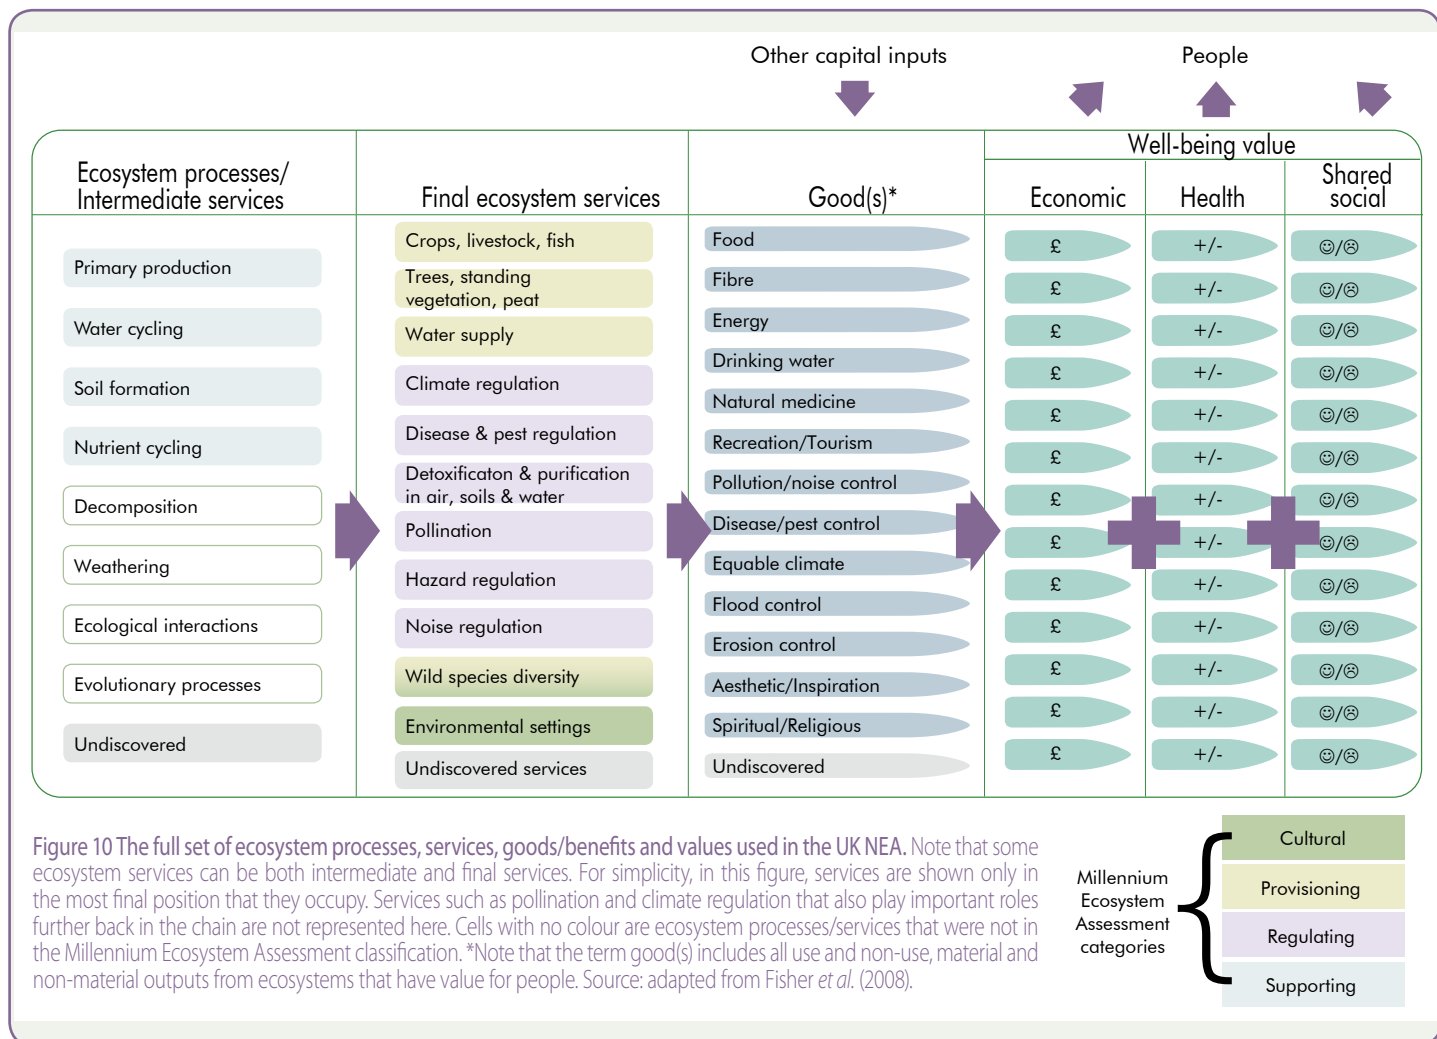 Other capital inputs
People
Well-being value
Ecosystem processes/
Intermediate services
Final ecosystem services
Good(s)*
Economic
Health
Shared
social
Primary production
Water cycling
Soil formation
Nutrient cycling
Decomposition
Weathering
Ecological interactions
Evolutionary processes
Undiscovered
Crops, livestock, fish
Trees, standing
vegetation, peat
Water supply
Climate regulation
Disease & pest regulation
Detoxificaton & purification
in air, soils & water
Pollination
Hazard regulation
Noise regulation
Wild species diversity
Environmental settings
Undiscovered services
Food
Fibre
Energy
Drinking water
Natural medicine
Recreation/Tourism
Pollution/noise control
Disease/pest control
Equable climate
Flood control
Erosion control
Aesthetic/Inspiration
Spiritual/Religious
Undiscovered
£ +/- ☺/☹
£ +/- ☺/☹
£ +/- ☺/☹
£ +/- ☺/☹
£ +/- ☺/☹
£ +/- ☺/☹
£ +/- ☺/☹
£ +/- ☺/☹
£ +/- ☺/☹
£ +/- ☺/☹
£ +/- ☺/☹
£ +/- ☺/☹
£ +/- ☺/☹
Figure 10 The full set of ecosystem processes, services, goods/benefits and values used in the UK NEA. Note that some
ecosystem services can be both intermediate and final services. For simplicity, in this figure, services are shown only in
the most final position that they occupy. Services such as pollination and climate regulation that also play important roles
further back in the chain are not represented here. Cells with no colour are ecosystem processes/services that were not in
the Millennium Ecosystem Assessment classification. *Note that the term good(s) includes all use and non-use, material and
non-material outputs from ecosystems that have value for people. Source: adapted from Fisher et al. (2008).
Millennium
Ecosystem
Assessment
categories
Cultural
Provisioning
Regulating
Supporting